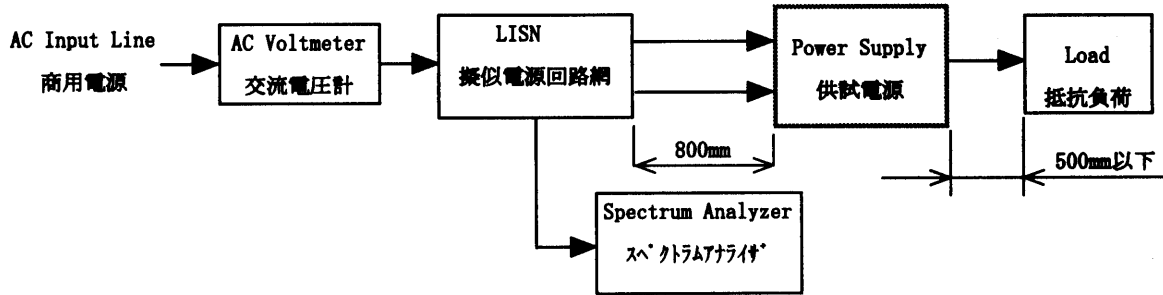 AC Input Line
商用電源
AC Voltmeter
交流電圧計
LISN
擬似電源回路網
Power Supply
供試電源
Load
抵抗負荷
800mm
500mm以下
Spectrum Analyzer
ｽﾍﾟｸﾄﾗﾑｱﾅﾗｲｻﾞ